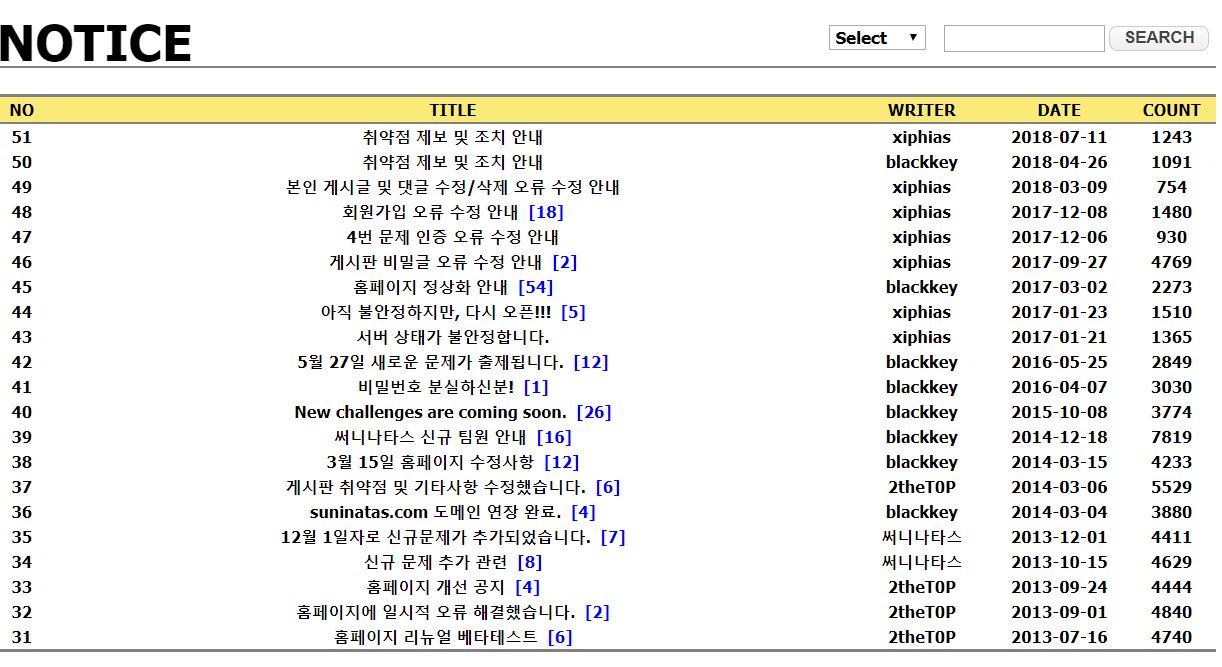 NOTICE Select SEARCH
NO TITLE WRITER DATE COUNT
51 취약점 제보 및 조치 안내 xiphias 2018-07-11 1243
50 취약점 제보 및 조치 안내 blackkey 2018-04-26 1091
49 본인 게시글 및 댓글 수정/삭제 오류 수정 안내 xiphias 2018-03-09 754
48 회원가입 오류 수정 안내 [18] xiphias 2017-12-08 1480
47 4번 문제 인증 오류 수정 안내 xiphias 2017-12-06 930
46 게시판 비밀글 오류 수정 안내 [2] xiphias 2017-09-27 4769
45 홈페이지 정상화 안내 [54] blackkey 2017-03-02 2273
44 아직 불안정하지만, 다시 오픈!!! [5] xiphias 2017-01-23 1510
43 서버 상태가 불안정합니다. xiphias 2017-01-21 1365
42 5월 27일 새로운 문제가 출제됩니다. [12] blackkey 2016-05-25 2849
41 비밀번호 분실하신분! [1] blackkey 2016-04-07 3030
40 New challenges are coming soon. [26] blackkey 2015-10-08 3774
39 써니나타스 신규 팀원 안내 [16] blackkey 2014-12-18 7819
38 3월 15일 홈페이지 수정사항 [12] blackkey 2014-03-15 4233
37 게시판 취약점 및 기타사항 수정했습니다. [6] 2theT0P 2014-03-06 5529
36 suninatas.com 도메인 연장 완료. [4] blackkey 2014-03-04 3880
35 12월 1일자로 신규문제가 추가되었습니다. [7] 써니나타스 2013-12-01 4411
34 신규 문제 추가 관련 [8] 써니나타스 2013-10-15 4629
33 홈페이지 개선 공지 [4] 2theT0P 2013-09-24 4444
32 홈페이지에 일시적 오류 해결했습니다. [2] 2theT0P 2013-09-01 4840
31 홈페이지 리뉴얼 베타테스트 [6] 2theT0P 2013-07-16 4740